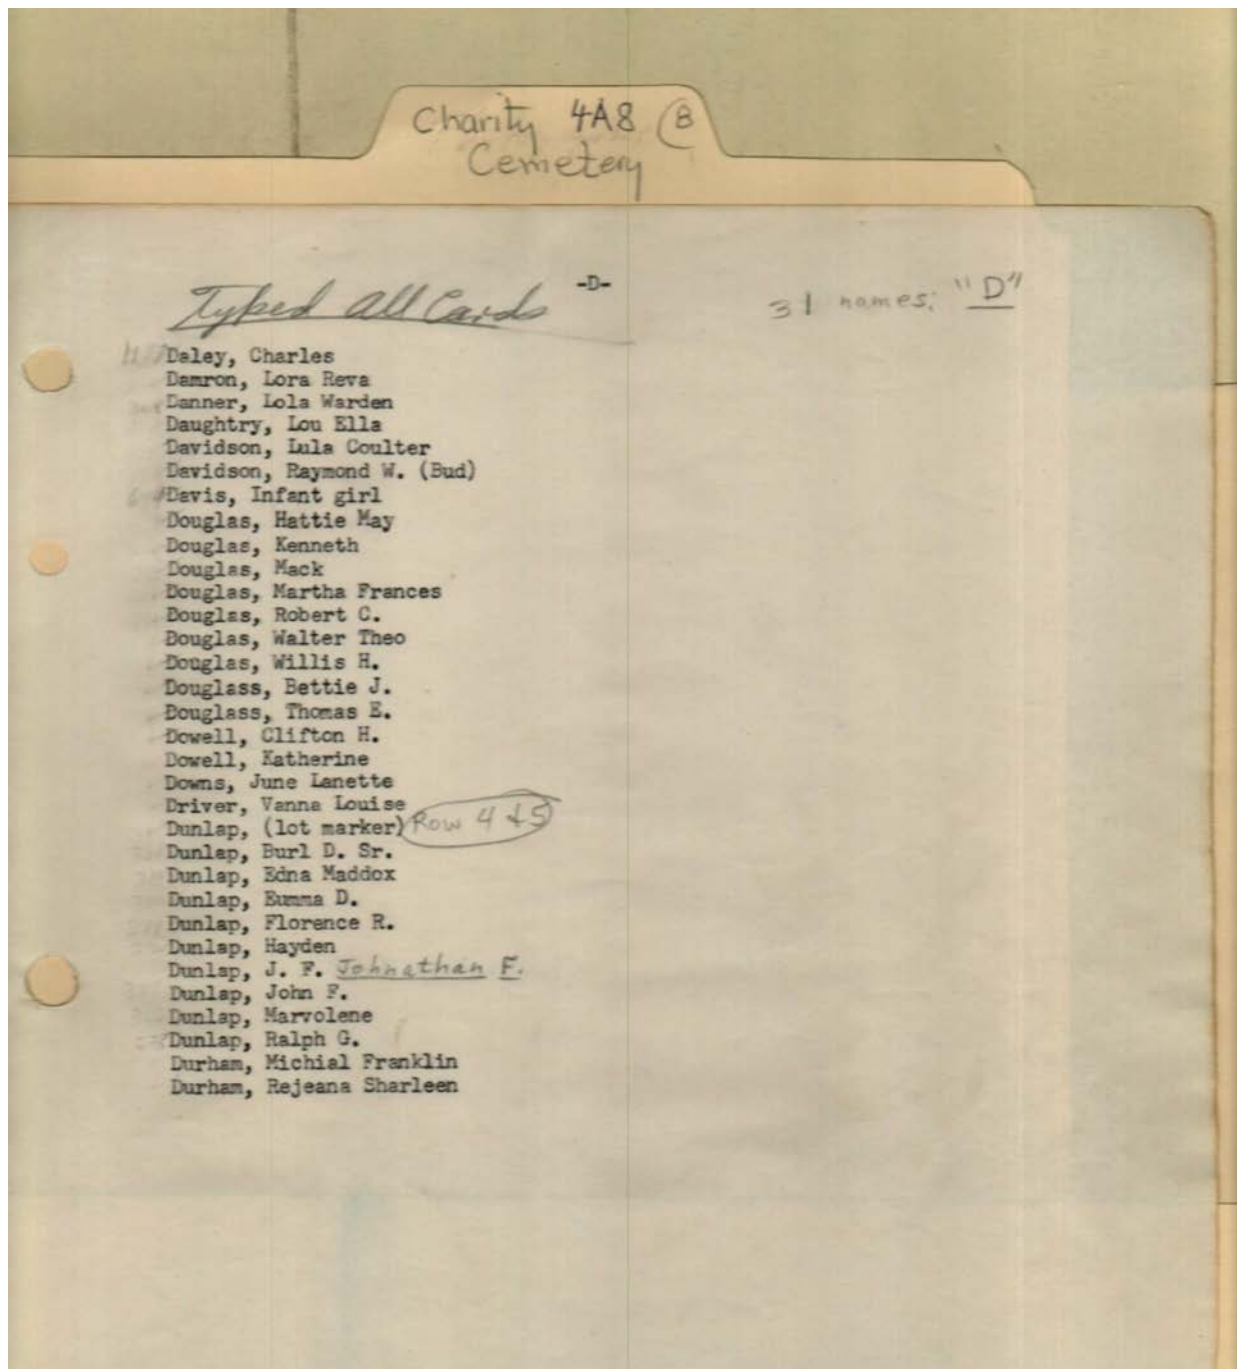 Charity 4A8 B
Cemetery
-D-
Typed all Cards
31 names: "D"
Daley, Charles
Damron, Lora Reva
Danner, Lola Warden
Daughtry, Lou Ella
Davidson, Lula Coulter
Davidson, Raymond W. (Bud)
Davis, Infant girl
Douglas, Hattie May
Douglas, Kenneth
Douglas, Mack
Douglas, Martha Frances
Douglas, Robert C.
Douglas, Walter Theo
Douglas, Willis H.
Douglass, Bettie J.
Douglass, Thomas E.
Dowell, Clifton H.
Dowell, Katherine
Downs, June Lanette
Driver, Vanna Louise
Dunlap, (lot marker) Row 4 & 5
Dunlap, Burl D. Sr.
Dunlap, Edna Maddox
Dunlap, Eumma D.
Dunlap, Florence R.
Dunlap, Hayden
Dunlap, J. F. Johnathan F.
Dunlap, John F.
Dunlap, Marvolene
Dunlap, Ralph G.
Durham, Michial Franklin
Durham, Rejeana Sharleen